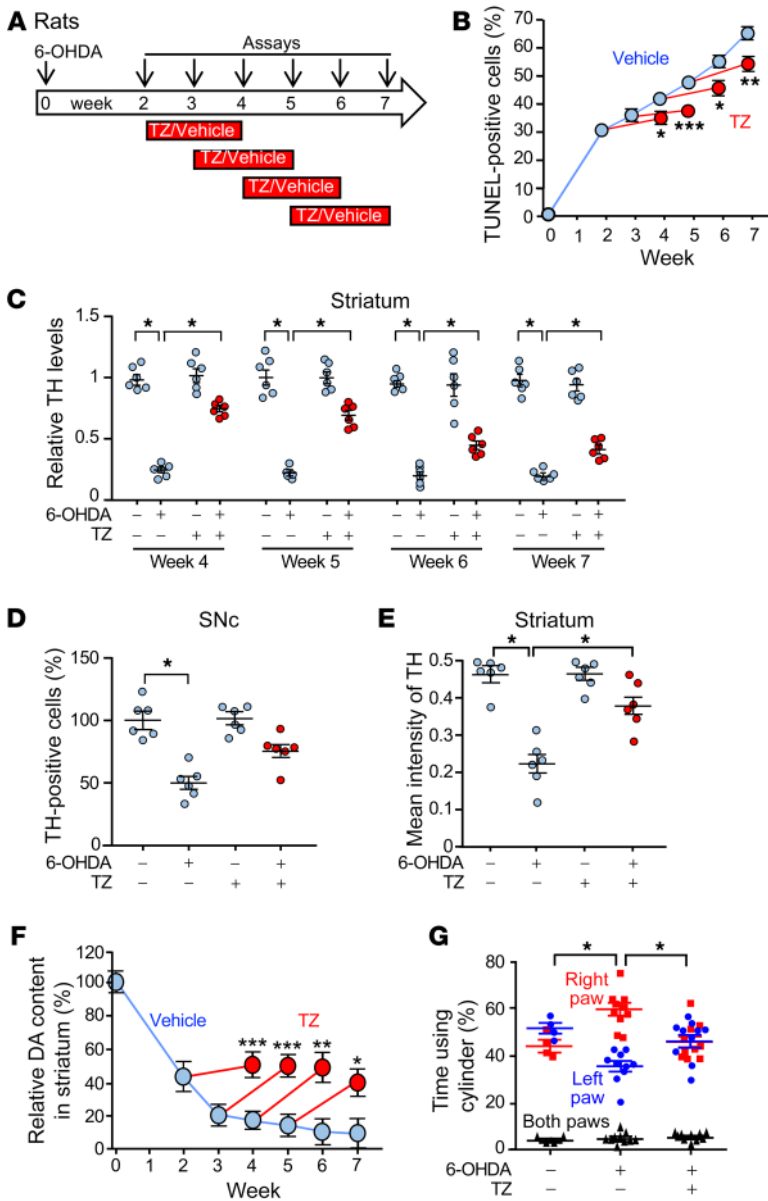 A Rats
6-OHDA Assays
0 week 2 3 4 5 6 7
TZ/Vehicle
TZ/Vehicle
TZ/Vehicle
TZ/Vehicle
B
TUNEL-positive cells (%)
70
60
50
40
30
20
10
0
Vehicle
TZ
* *** * **
0 1 2 3 4 5 6 7
Week
C
Striatum
Relative TH levels
1.5
1
0.5
0
* * * * * * * *
6-OHDA − + − + − + − + − + − + − + − +
TZ − − + + − − + + − − + + − − + +
Week 4 Week 5 Week 6 Week 7
D
SNc
TH-positive cells (%)
150
100
50
0
*
6-OHDA − + − +
TZ − − + +
E
Striatum
Mean intensity of TH
0.5
0.4
0.3
0.2
0.1
0
* *
6-OHDA − + − +
TZ − − + +
F
Relative DA content
in striatum (%)
120
100
80
60
40
20
0
Vehicle TZ
*** *** ** *
0 1 2 3 4 5 6 7
Week
G
Time using
cylinder (%)
80
60
40
20
0
* *
Right
paw
Left
paw
Both paws
6-OHDA − + +
TZ − − +